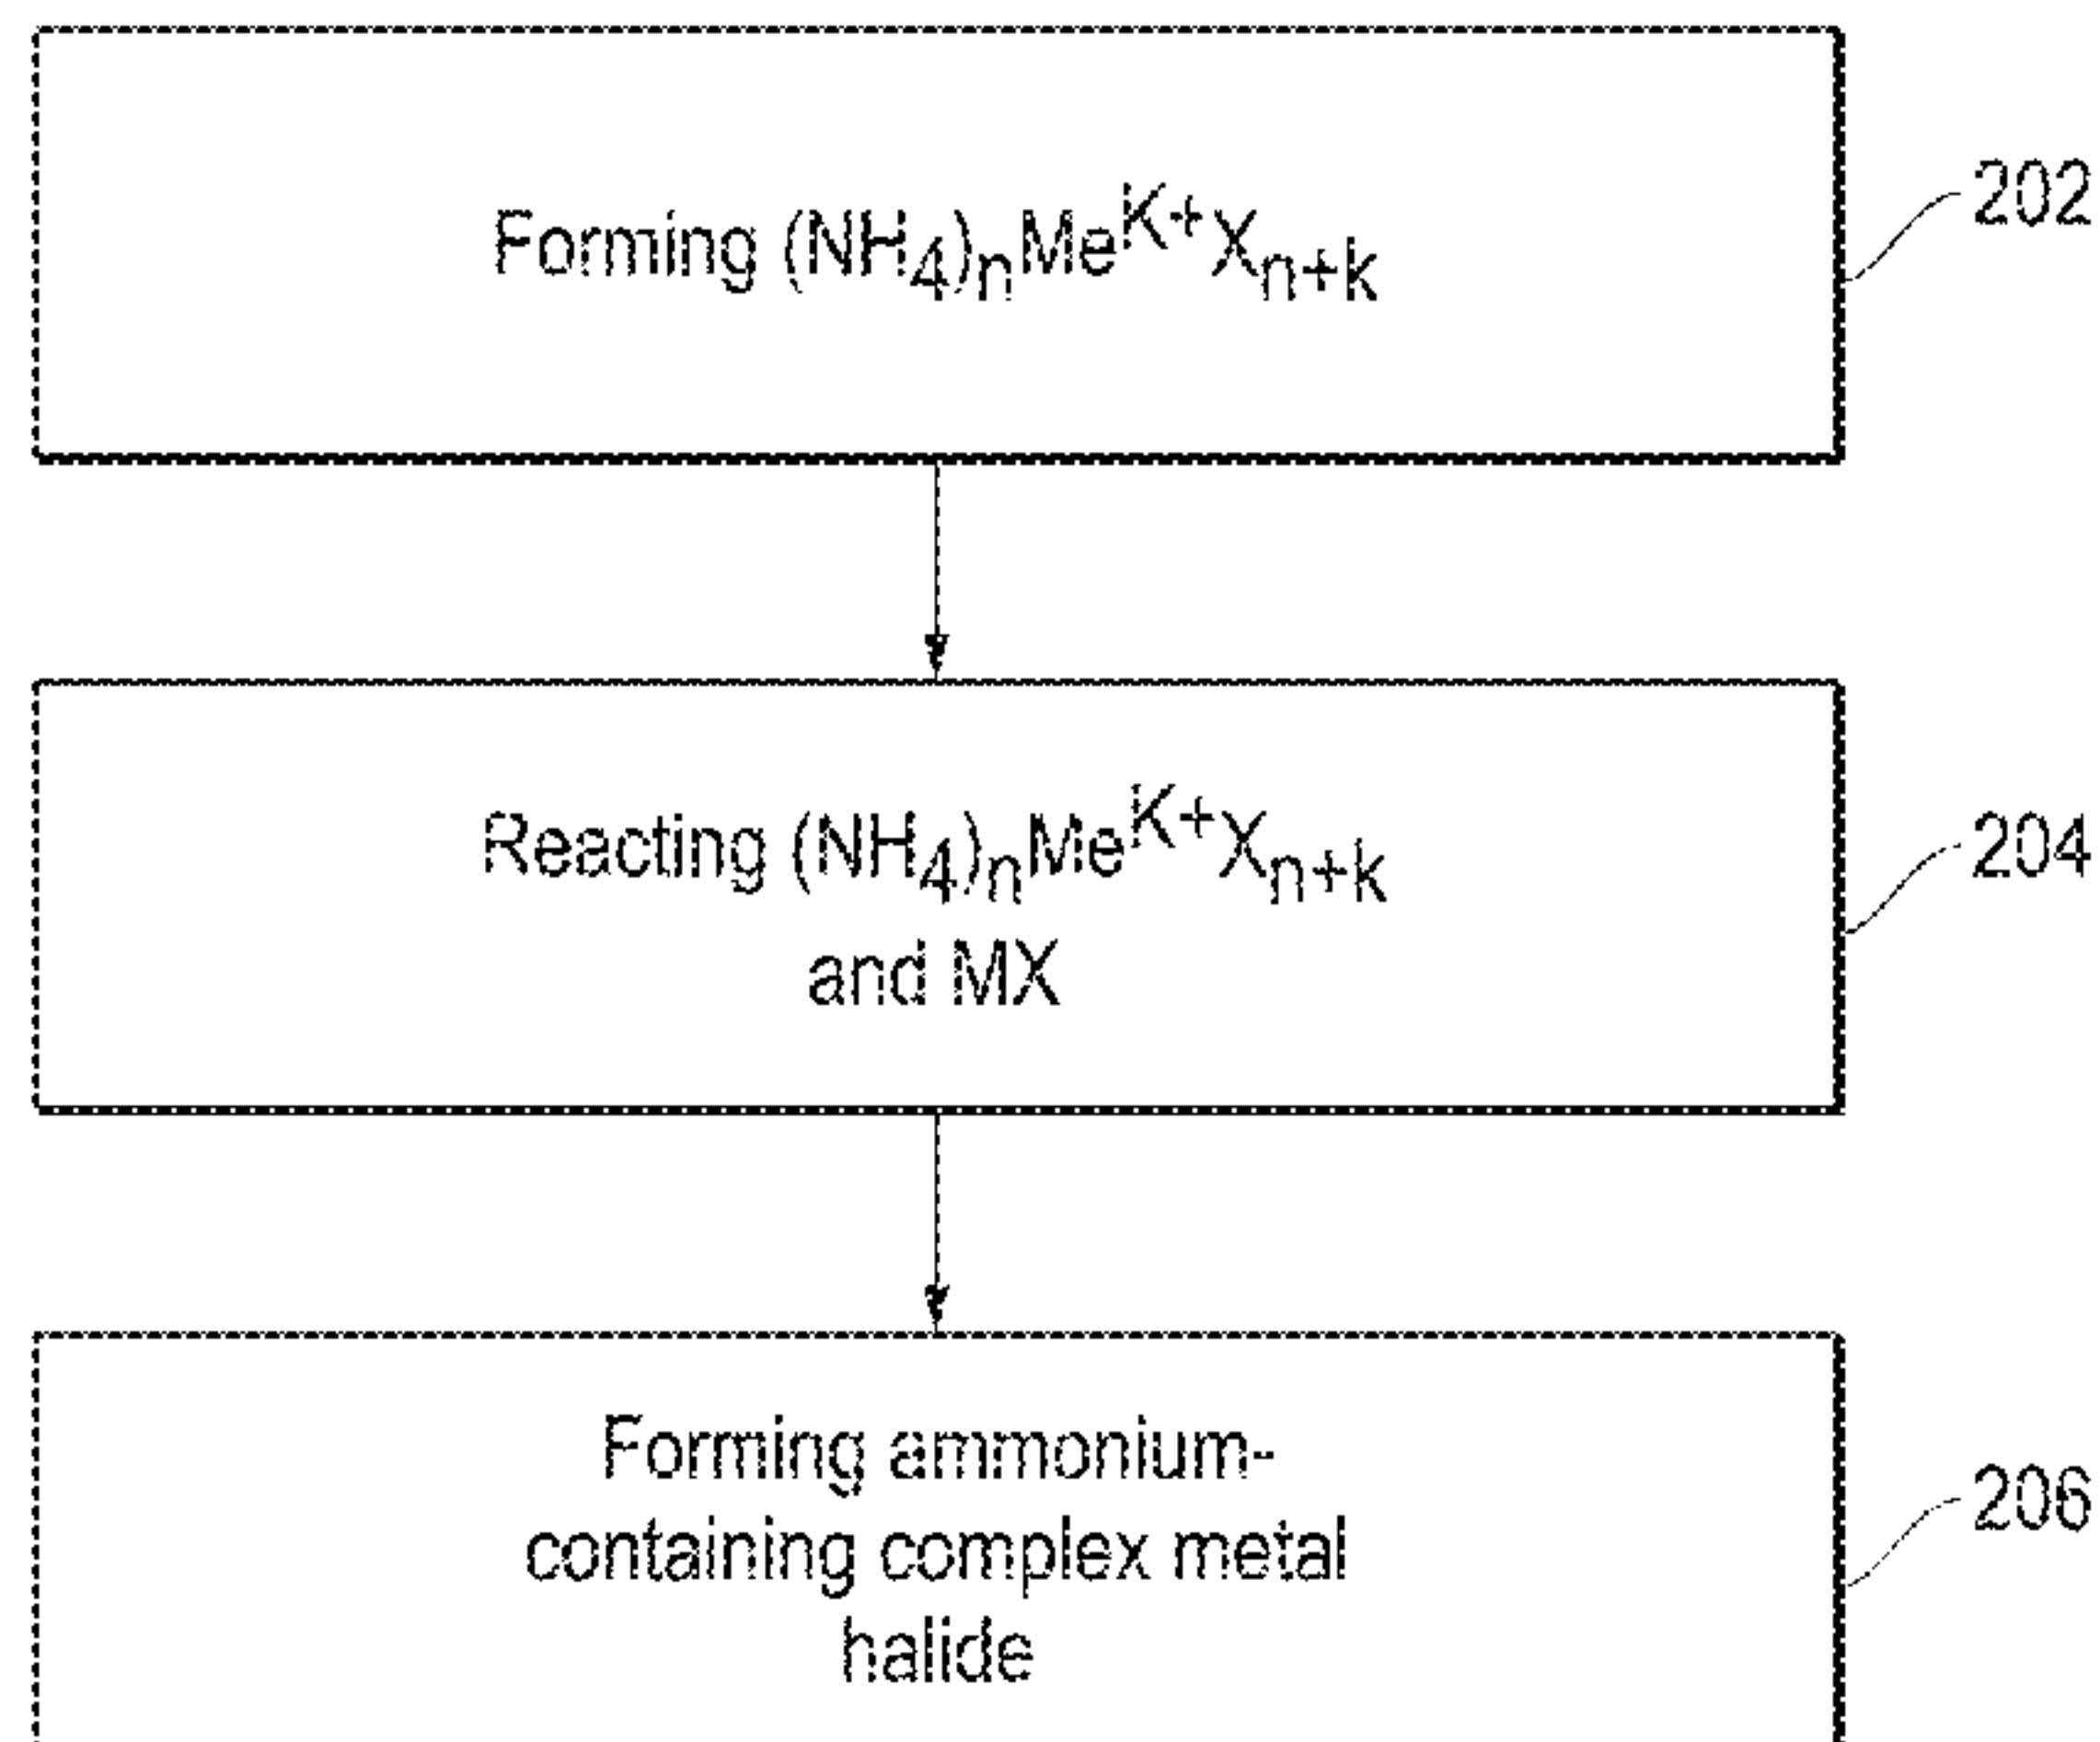 Forming (NH4)nMeK+Xn+k
202
Reacting (NH4)nMeK+Xn+k
and MX
204
Forming ammonium-
containing complex metal
halide
206